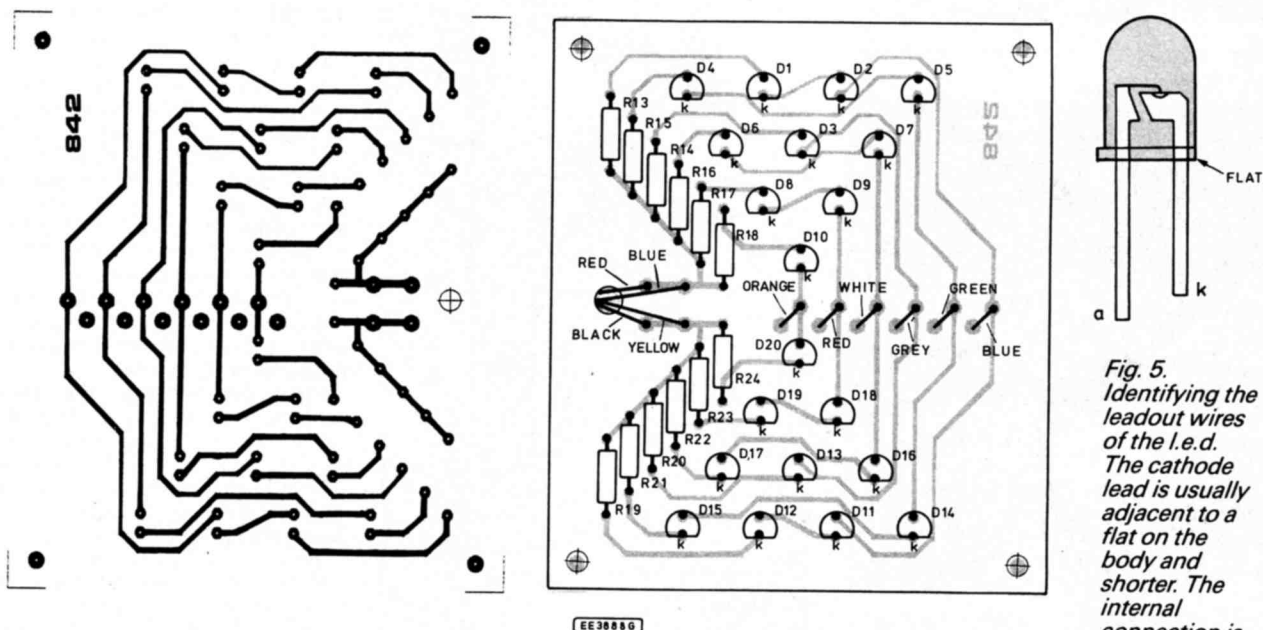 842
D4
D1
D2
D5
k
k
k
k
R13
R15
R14
R16
R17
R18
D6
D3
D7
k
k
k
D8
D9
k
k
D10
k
842
RED
BLUE
BLACK
YELLOW
ORANGE
WHITE
GREEN
RED
GREY
BLUE
D20
k
R24
R23
R22
R20
R21
R19
D19
D18
k
k
D17
D13
D16
k
k
k
D15
D12
D11
D14
k
k
k
k
EE3888G
FLAT
a
k
Fig. 5.
Identifying the
leadout wires
of the l.e.d.
The cathode
lead is usually
adjacent to a
flat on the
body and
shorter. The
internal
connection is